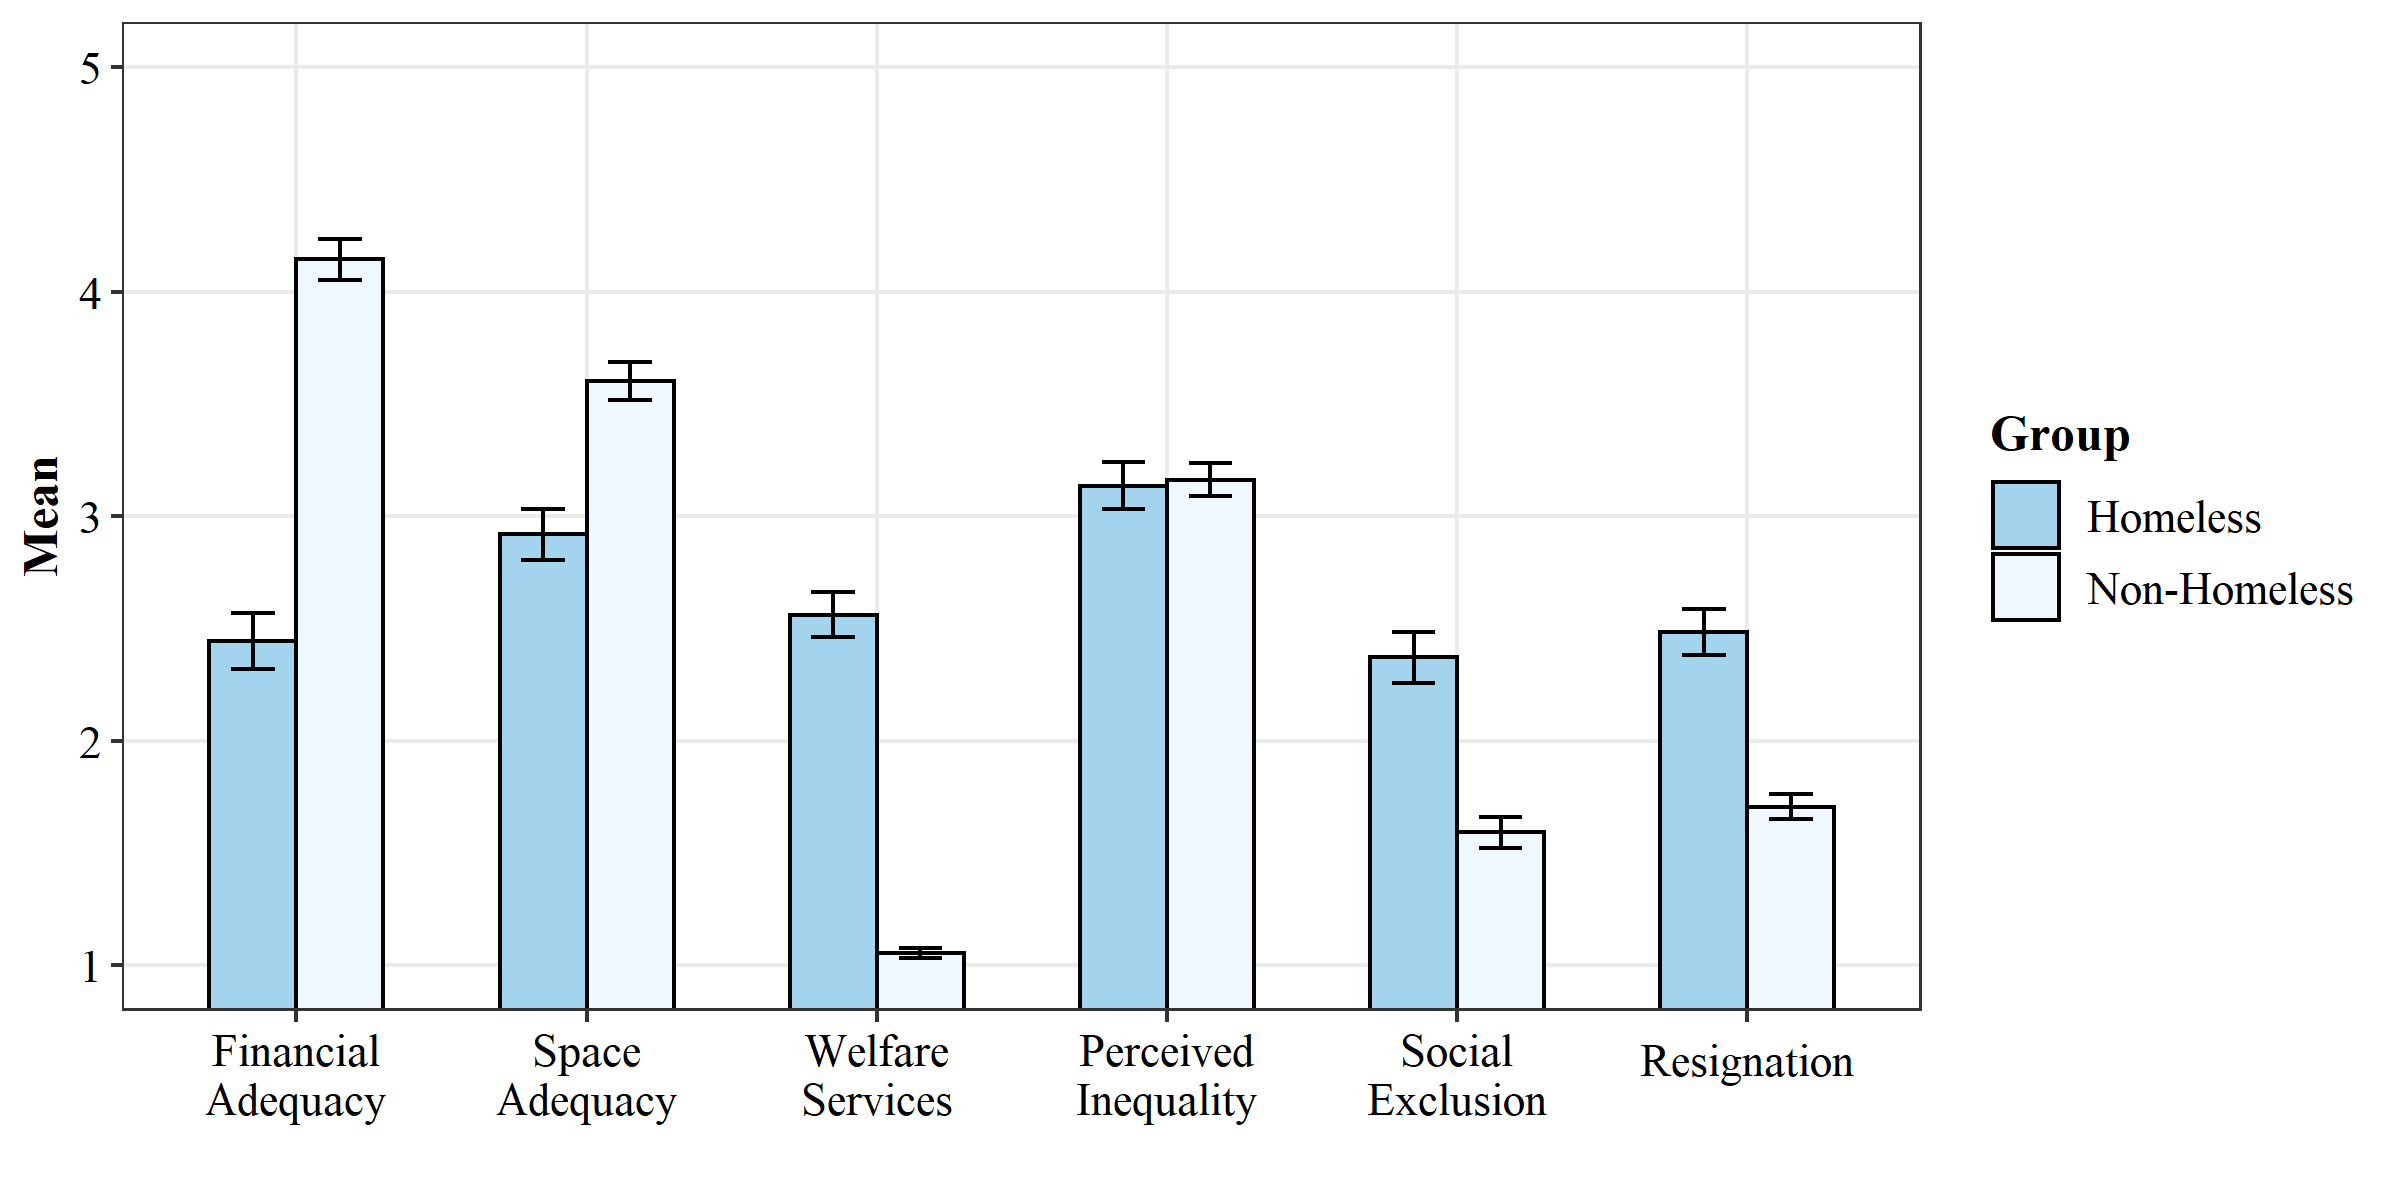 5
4
3
2
1
Mean
Financial
Adequacy
Space
Adequacy
Welfare
Services
Perceived
Inequality
Social
Exclusion
Resignation
Group
Homeless
Non-Homeless